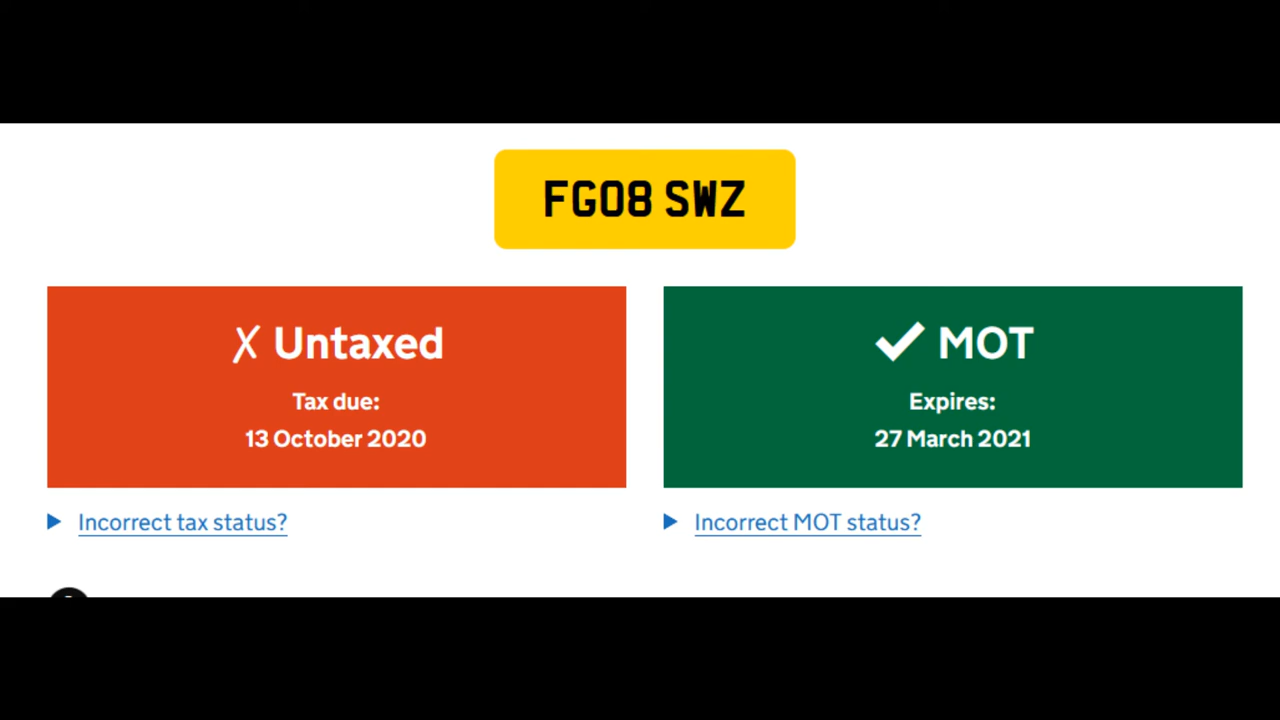 FG08 SWZ
✗ Untaxed
Tax due:
13 October 2020
Incorrect tax status?
✔ MOT
Expires:
27 March 2021
Incorrect MOT status?